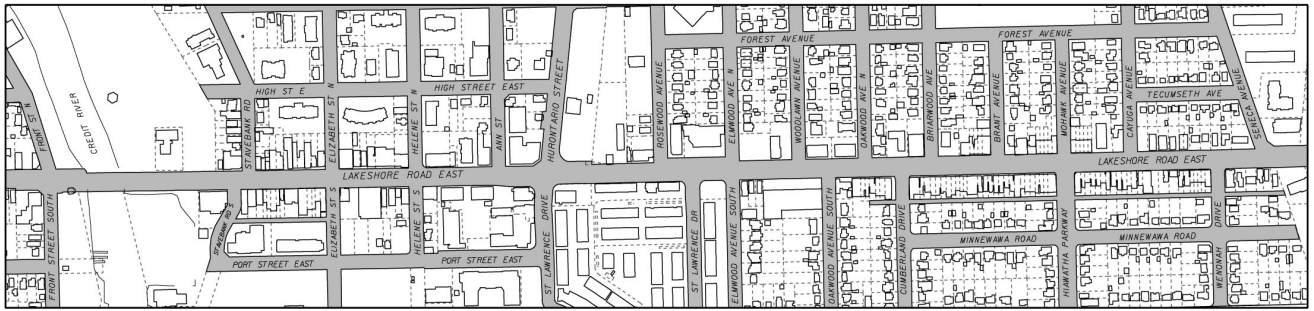 FOREST AVENUE
FOREST AVENUE
HIGH ST E
HIGH STREET EAST
TECUMSETH AVE
FRONT ST N
CREDIT RIVER
STAVEBANK RD
ELIZABETH ST N
HELENE ST N
ANN ST
HURONTARIO STREET
ROSEWOOD AVENUE
ELMWOOD AVE N
WOODLAWN AVENUE
OAKWOOD AVE N
BRIARWOOD AVE
BRANT AVENUE
MOHAWK AVENUE
CAYUGA AVENUE
SENECA AVENUE
LAKESHORE ROAD EAST
LAKESHORE ROAD EAST
FRONT STREET SOUTH
STAVEBANK RD S
ELIZABETH ST S
HELENE ST S
ST LAWRENCE DRIVE
ST LAWRENCE DR
ELMWOOD AVENUE SOUTH
OAKWOOD AVENUE SOUTH
CUMBERLAND DRIVE
HIAWATHA PARKWAY
WENONAH DRIVE
MINNEWAWA ROAD
MINNEWAWA ROAD
PORT STREET EAST
PORT STREET EAST